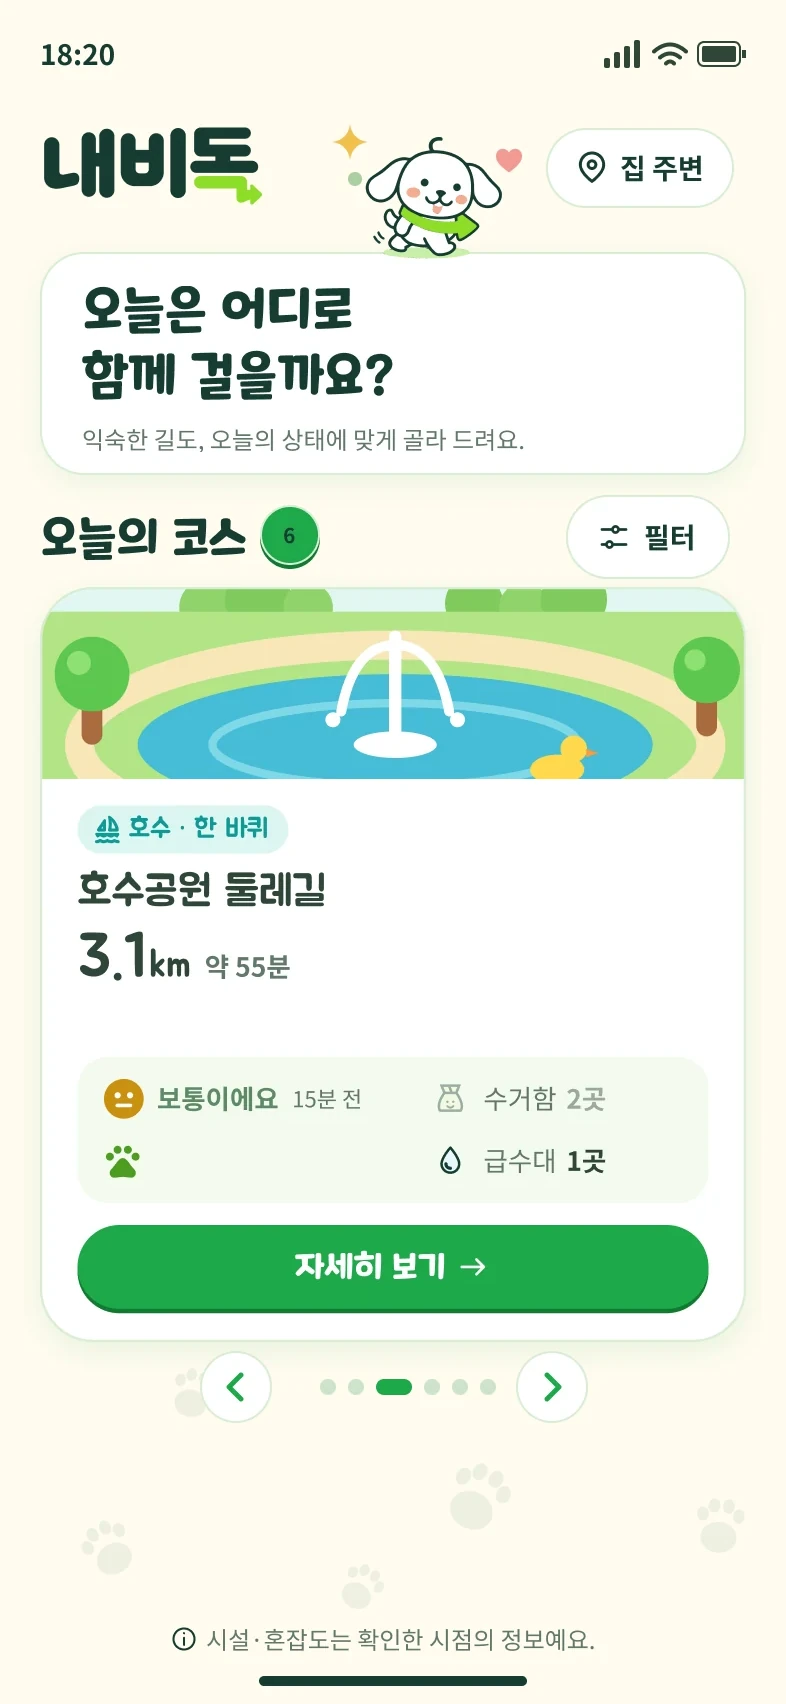 18:20
내비독
집 주변
오늘은 어디로
함께 걸을까요?
익숙한 길도, 오늘의 상태에 맞게 골라 드려요.
오늘의 코스 6
필터
호수 · 한 바퀴
호수공원 둘레길
3.1km 약 55분
보통이에요 15분 전
수거함 2곳
급수대 1곳
자세히 보기 →
시설·혼잡도는 확인한 시점의 정보예요.